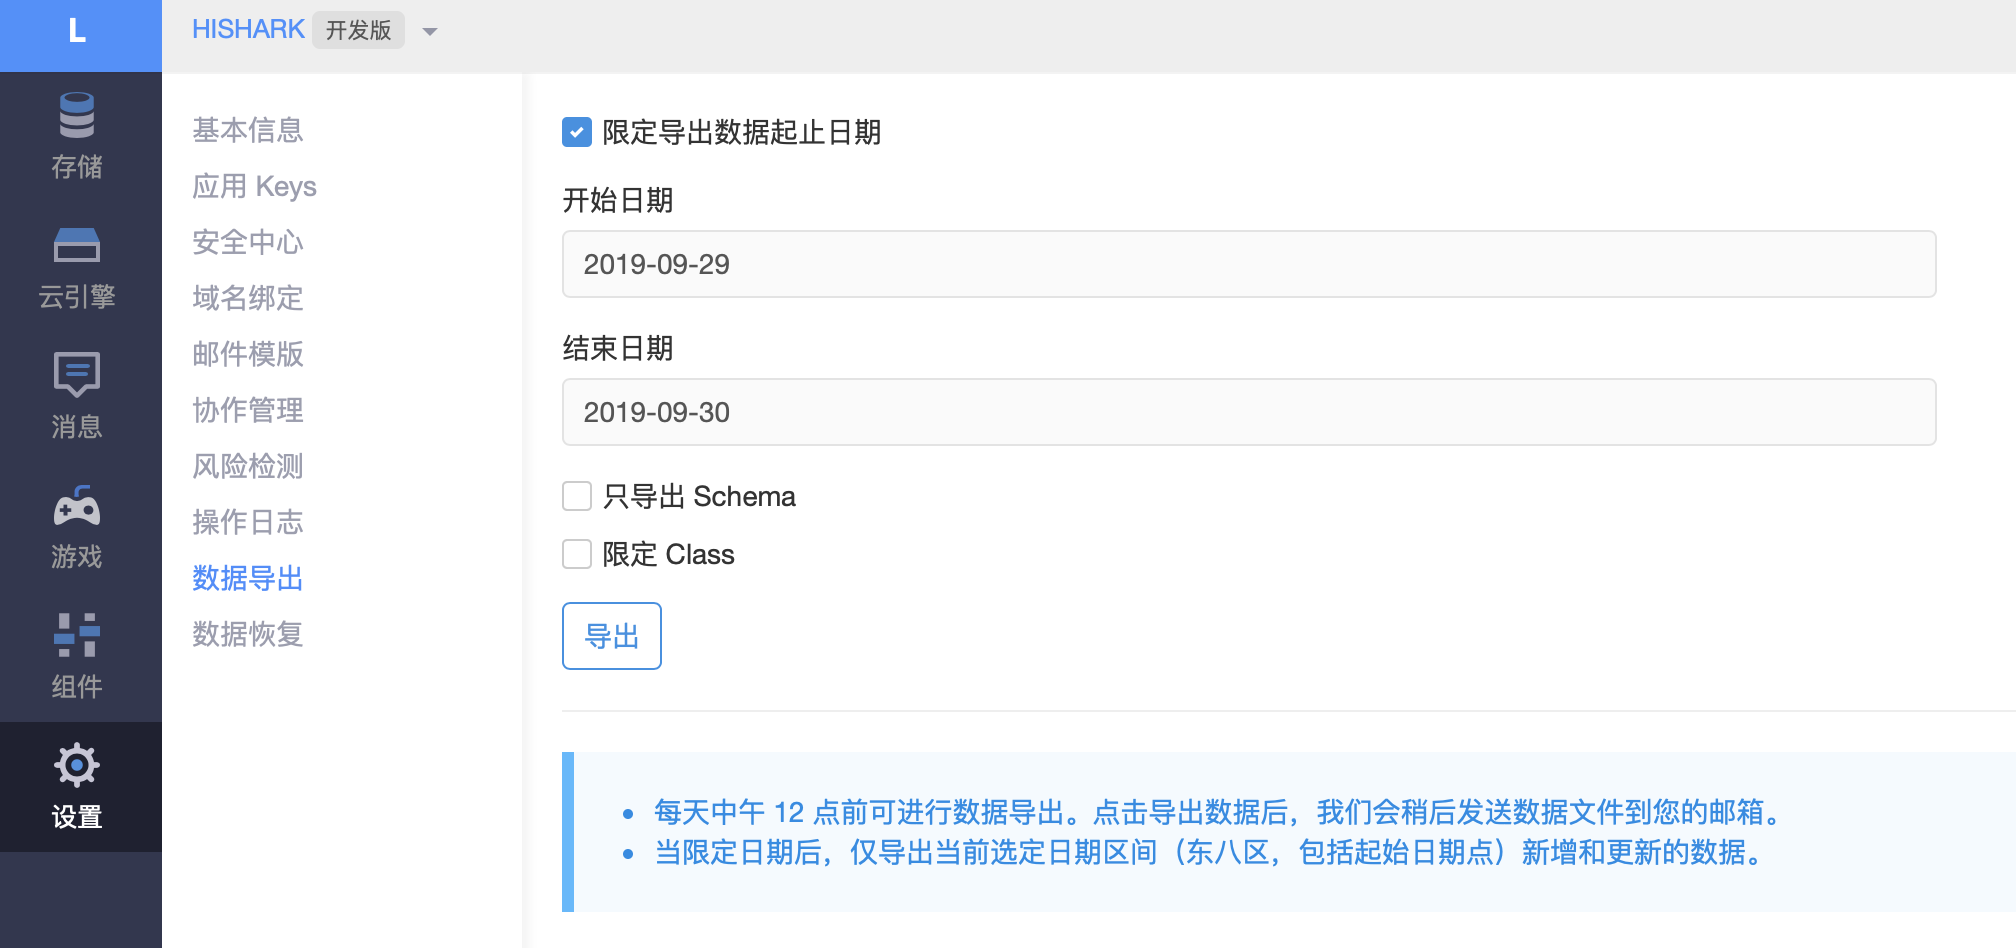 L
HISHARK 开发版
存储
云引擎
消息
游戏
组件
设置
基本信息
应用 Keys
安全中心
域名绑定
邮件模版
协作管理
风险检测
操作日志
数据导出
数据恢复
限定导出数据起止日期
开始日期
2019-09-29
结束日期
2019-09-30
只导出 Schema
限定 Class
导出
每天中午 12 点前可进行数据导出。点击导出数据后，我们会稍后发送数据文件到您的邮箱。
当限定日期后，仅导出当前选定日期区间（东八区，包括起始日期点）新增和更新的数据。